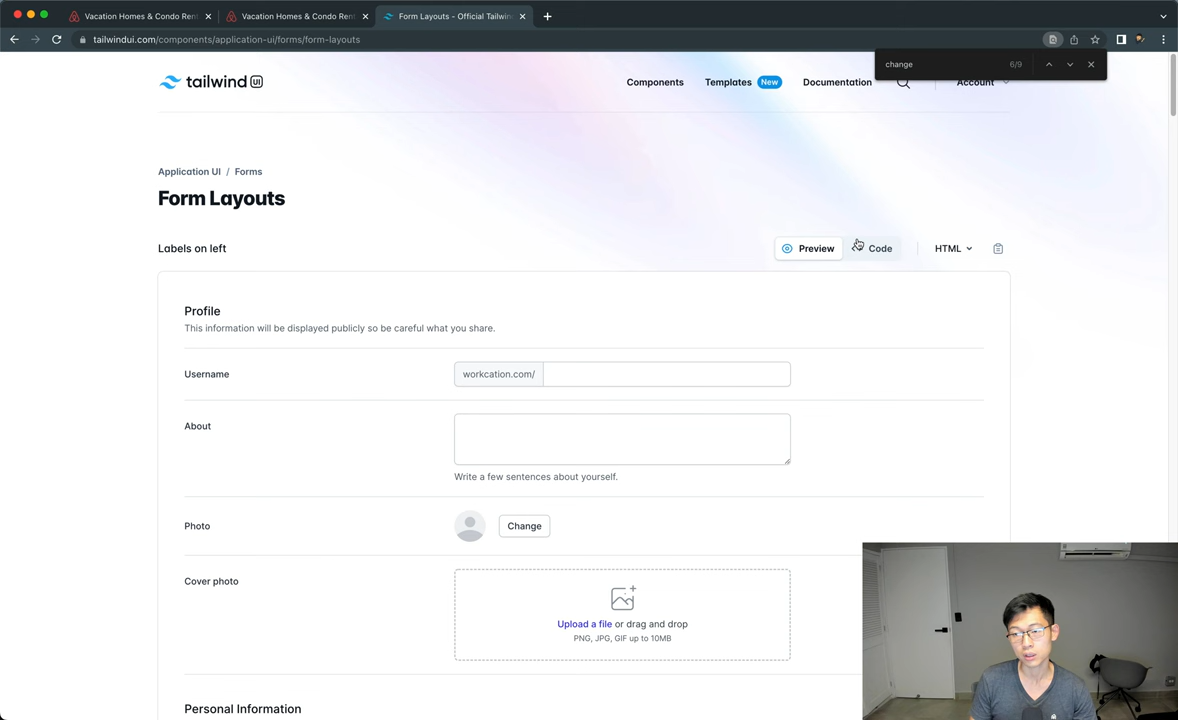 Vacation Homes & Condo Ren
Vacation Homes & Condo Ren
Form Layouts - Official Tailwin
tailwindui.com/components/application-ui/forms/form-layouts
change 6/9
tailwind UI
Components Templates New Documentation Account
Application UI / Forms
Form Layouts
Labels on left Preview Code HTML
Profile
This information will be displayed publicly so be careful what you share.
Username workcation.com/
About
Write a few sentences about yourself.
Photo Change
Cover photo
Upload a file or drag and drop
PNG, JPG, GIF up to 10MB
Personal Information